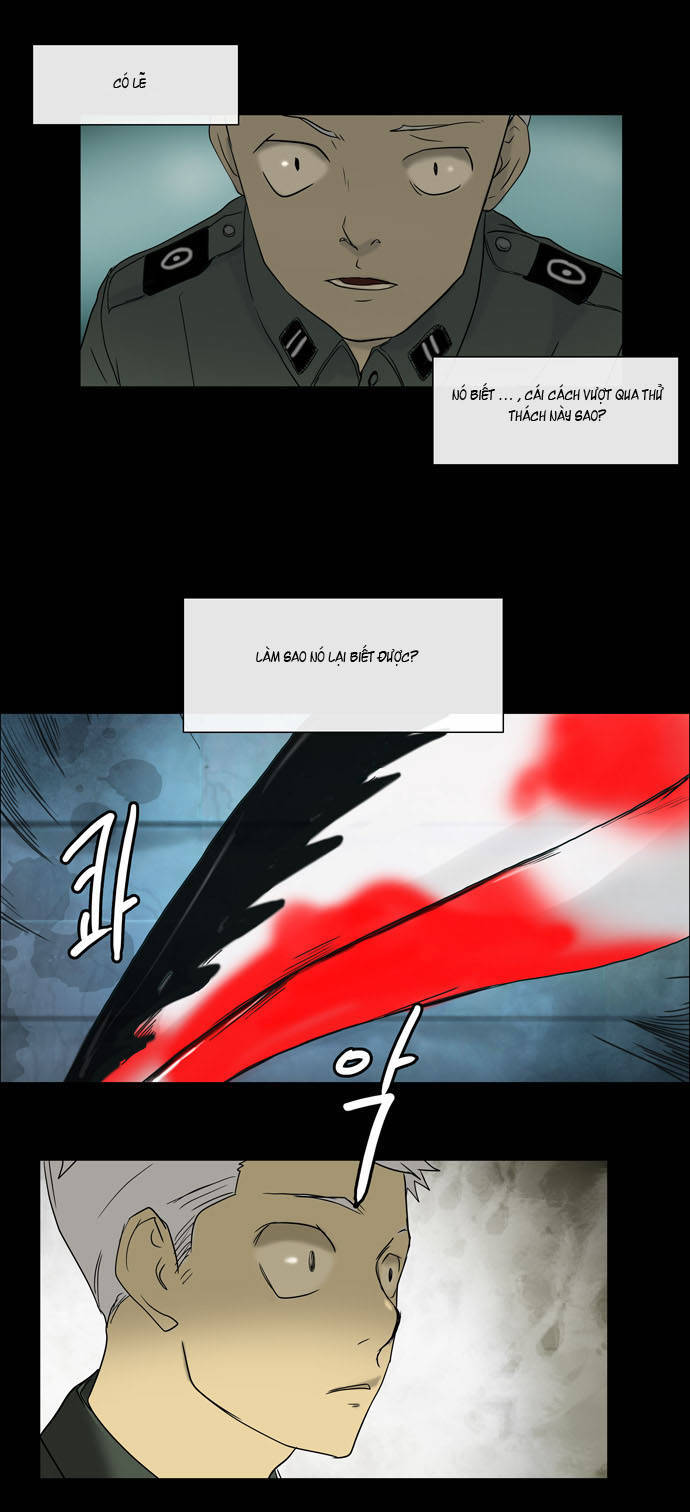 CÓ LẼ
NÓ BIẾT ... , CÁI CÁCH VƯỢT QUA THỬ
THÁCH NÀY SAO?
LÀM SAO NÓ LẠI BIẾT ĐƯỢC?
콰
악